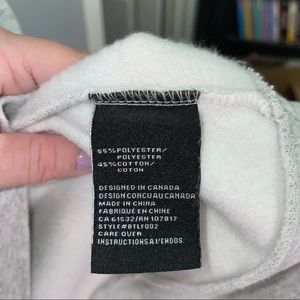 55%POLYESTER/
POLYESTER
45%COTTON/
COTON
DESIGNED IN CANADA
DESIGN CONCU AU CANADA
MADE IN CHINA
FABRIQUÉ EN CHINE
CA 61532/RN 107817
STYLE#BTLF002
CARE OVER
INSTRUCTIONS À L'ENDOS